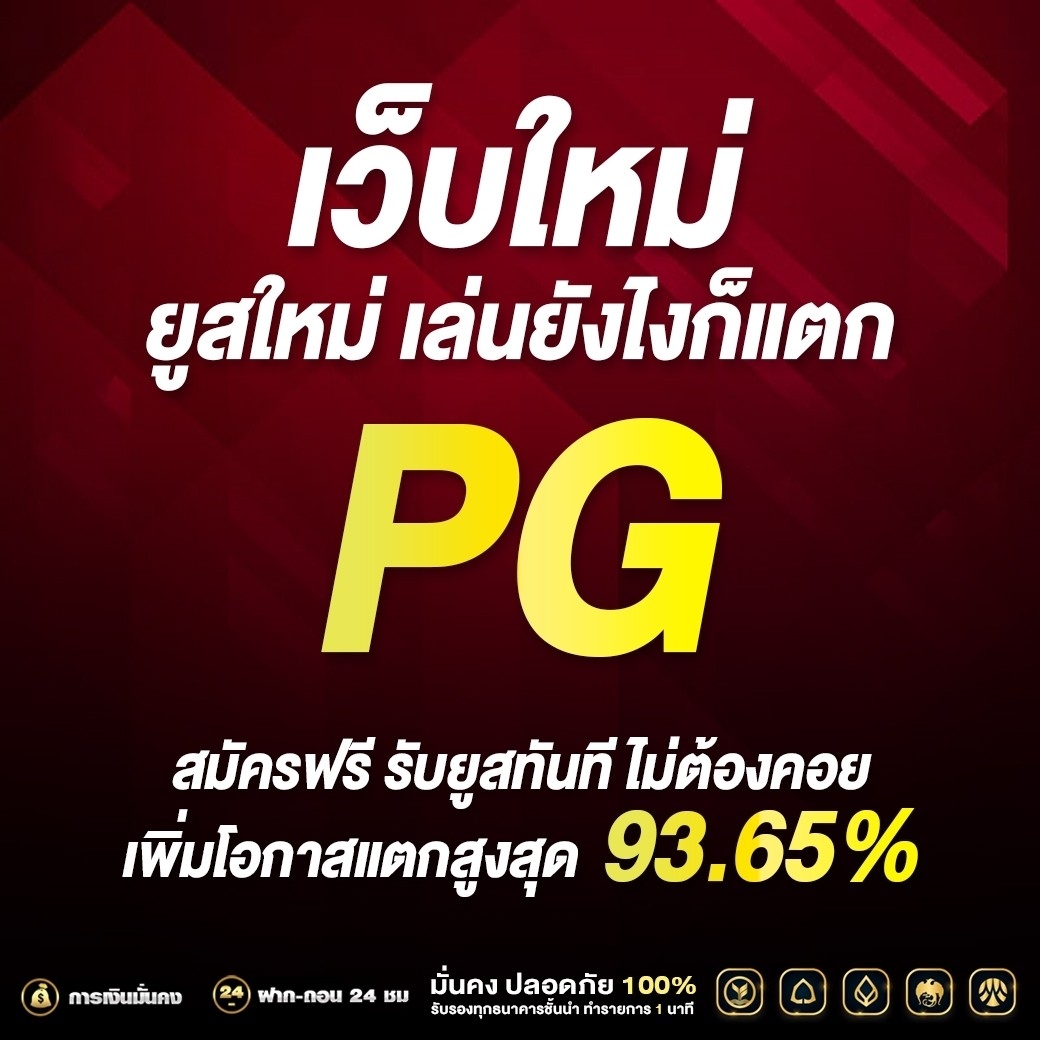 เว็บใหม่
ยูสใหม่ เล่นยังไงก็แตก
PG
สมัครฟรี รับยูสทันที ไม่ต้องคอย
เพิ่มโอกาสแตกสูงสุด 93.65%
การเงินมั่นคง
24 ฝาก-ถอน 24 ชม
มั่นคง ปลอดภัย 100%
รับรองทุกธนาคารชั้นนำ ทำรายการ 1 นาที